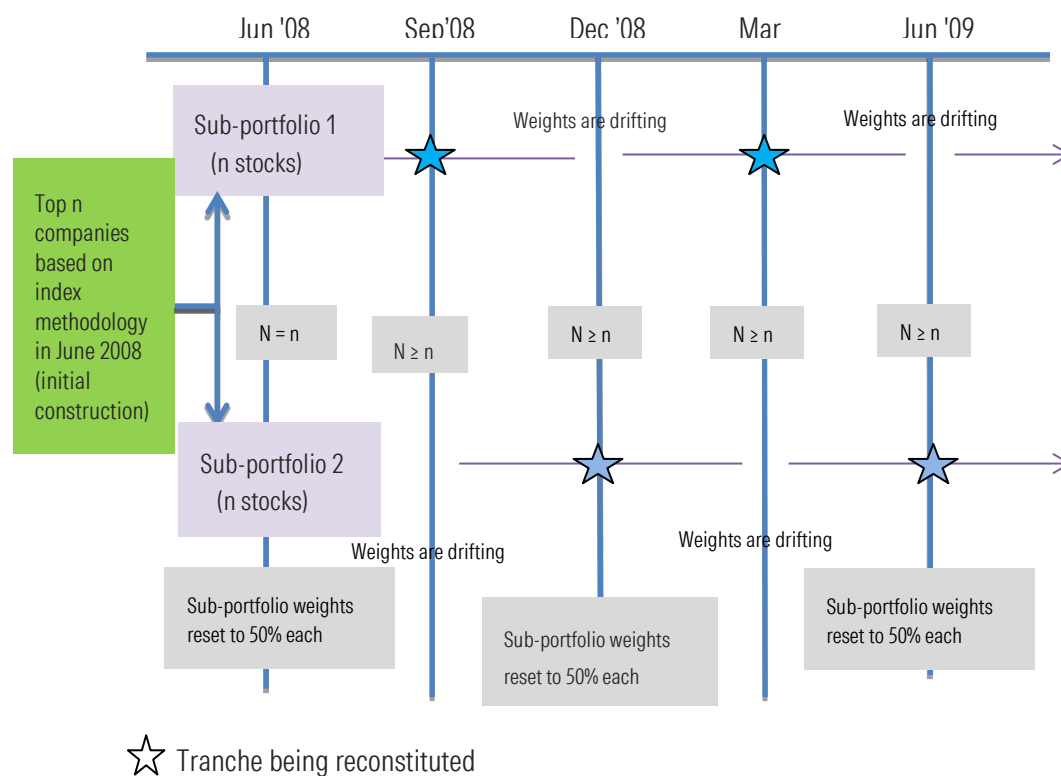 Jun '08
Sep'08
Dec '08
Mar
Jun '09
Sub-portfolio 1
(n stocks)
Weights are drifting
Weights are drifting
Top n
companies
based on
index
methodology
in June 2008
(initial
construction)
N = n
N ≥ n
N ≥ n
N ≥ n
N ≥ n
Sub-portfolio 2
(n stocks)
Weights are drifting
Weights are drifting
Sub-portfolio weights
reset to 50% each
Sub-portfolio weights
reset to 50% each
Sub-portfolio weights
reset to 50% each
Tranche being reconstituted